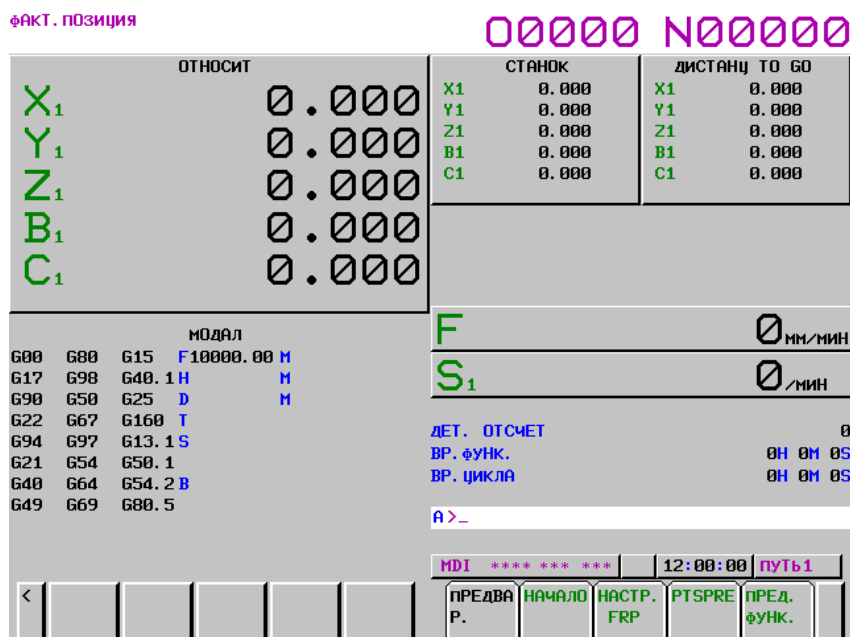 ФАКТ.ПОЗИЦИЯ
O0000 N00000
ОТНОСИТ
X1 0.000
Y1 0.000
Z1 0.000
B1 0.000
C1 0.000
СТАНОК
X1 0.000
Y1 0.000
Z1 0.000
B1 0.000
C1 0.000
ДИСТАНЦ TO GO
X1 0.000
Y1 0.000
Z1 0.000
B1 0.000
C1 0.000
F 0 ММ/МИН
S1 0 /МИН
МОДАЛ
G00 G80 G15 F10000.00 M
G17 G98 G40.1 H M
G90 G50 G25 D M
G22 G67 G160 T
G94 G97 G13.1 S
G21 G54 G50.1
G40 G64 G54.2 B
G49 G69 G80.5
ДЕТ. ОТСЧЕТ 0
ВР.ФУНК. 0H 0M 0S
ВР.ЦИКЛА 0H 0M 0S
A>_
MDI **** *** *** 12:00:00 ПУТЬ1
< ПРЕДВА НАЧАЛО НАСТР. PTSPRE ПРЕД.
Р. FRP ФУНК.